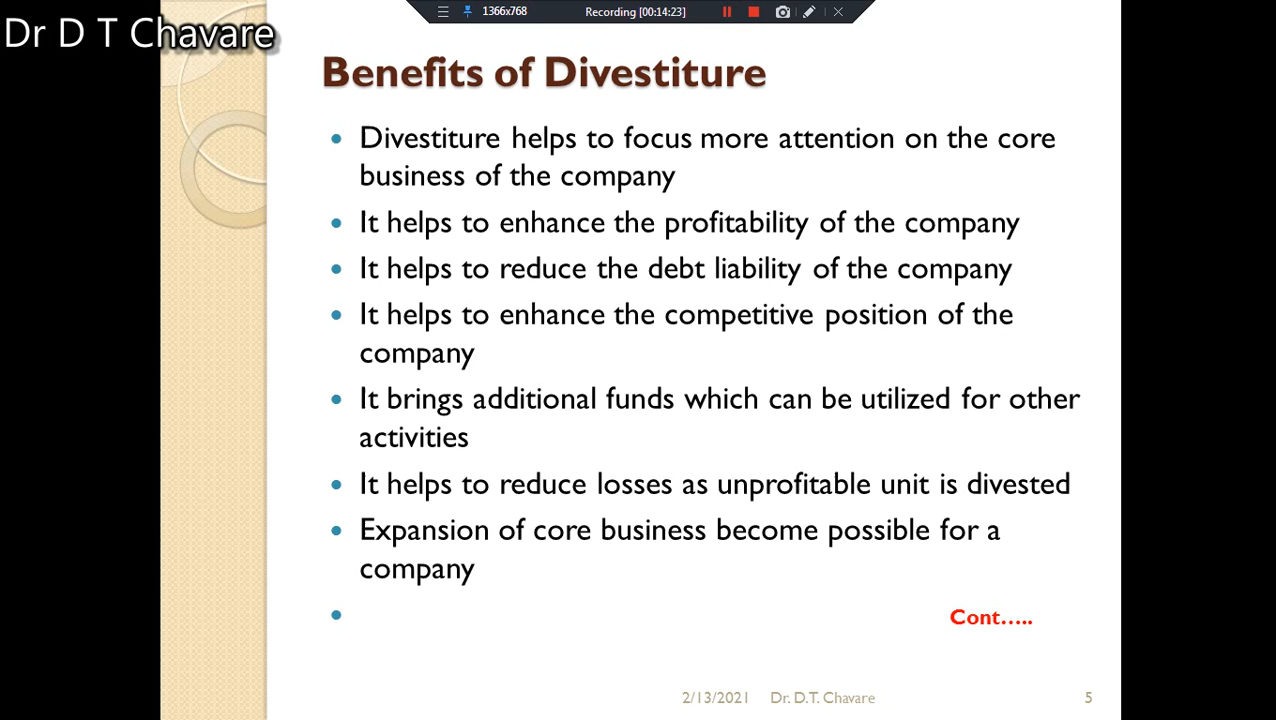 1366x768 Recording [00:14:23]
Dr D T Chavare
Benefits of Divestiture
• Divestiture helps to focus more attention on the core
business of the company
• It helps to enhance the profitability of the company
• It helps to reduce the debt liability of the company
• It helps to enhance the competitive position of the
company
• It brings additional funds which can be utilized for other
activities
• It helps to reduce losses as unprofitable unit is divested
• Expansion of core business become possible for a
company
• Cont…..
2/13/2021 Dr. D.T. Chavare 5